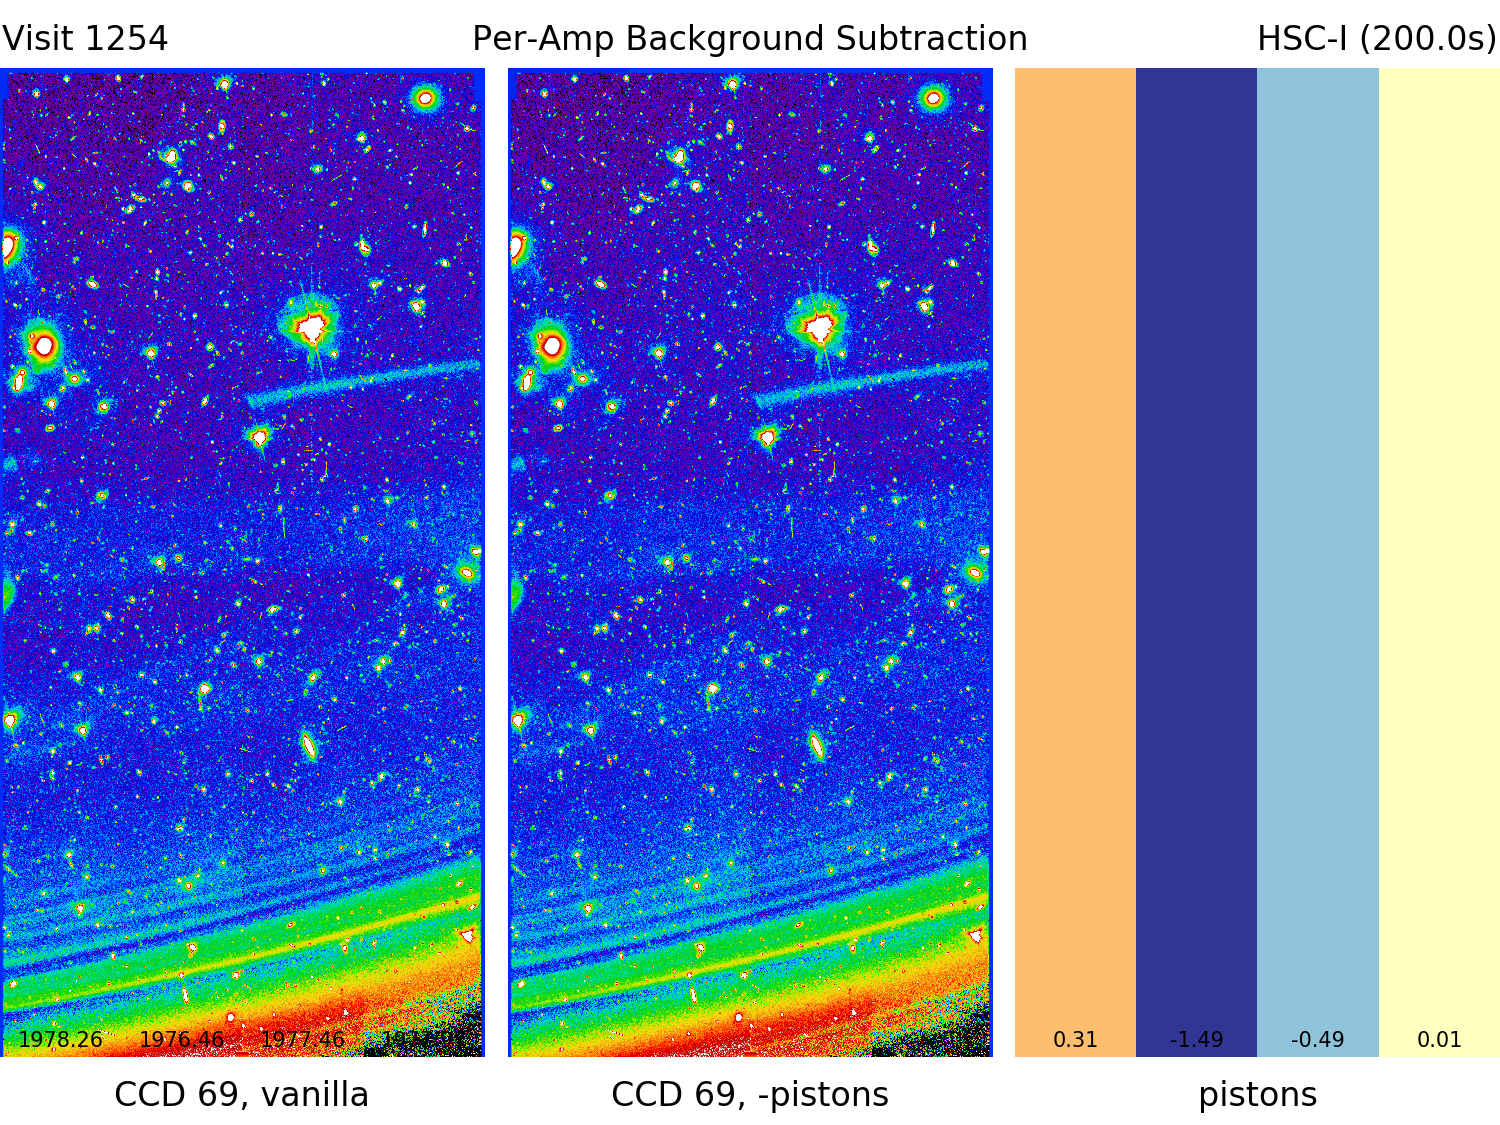 Visit 1254
Per-Amp Background Subtraction
HSC-I (200.0s)
1978.26 1976.46 1977.46
0.31 -1.49 -0.49 0.01
CCD 69, vanilla
CCD 69, -pistons
pistons